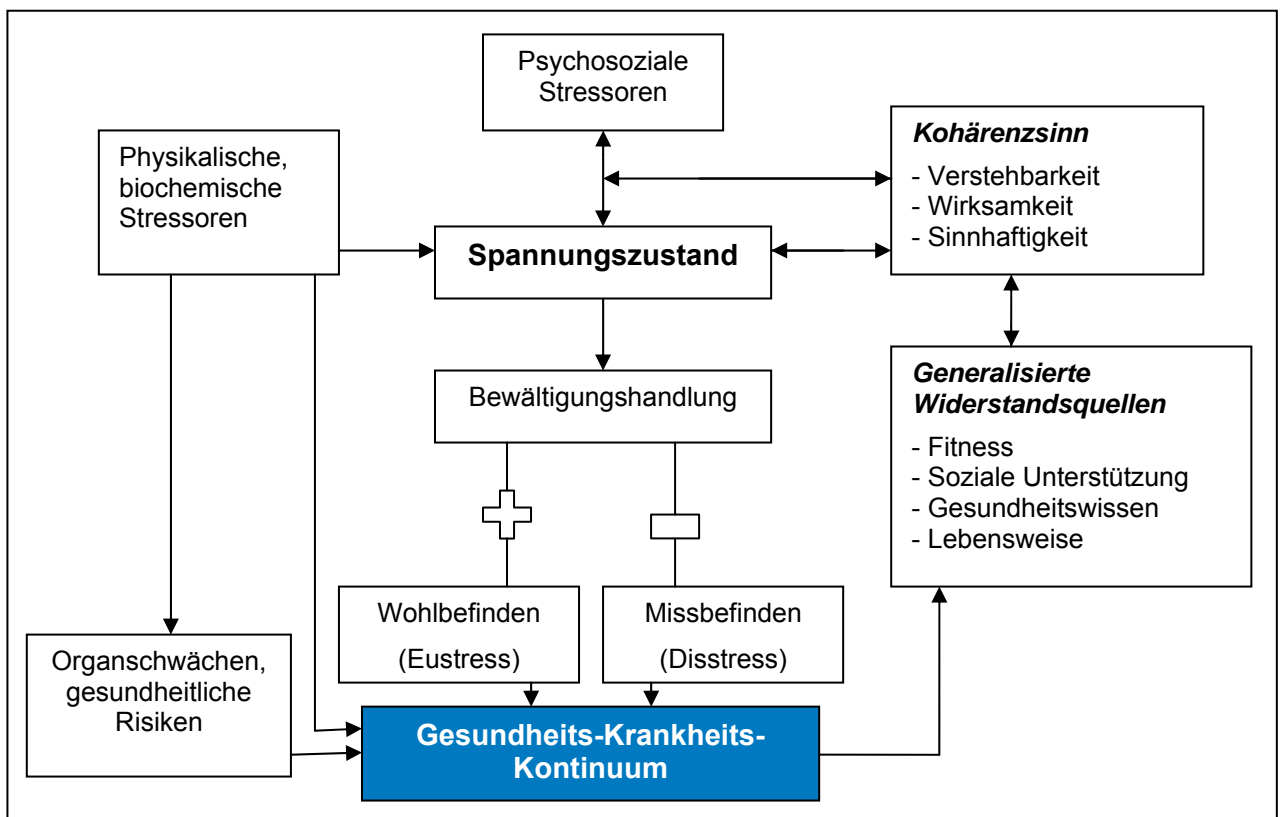 Psychosoziale
Stressoren
Physikalische,
biochemische
Stressoren
Kohärenzsinn
- Verstehbarkeit
- Wirksamkeit
- Sinnhaftigkeit
Spannungszustand
Generalisierte
Widerstandsquellen
- Fitness
- Soziale Unterstützung
- Gesundheitswissen
- Lebensweise
Bewältigungshandlung
Wohlbefinden
(Eustress)
Missbefinden
(Disstress)
Organschwächen,
gesundheitliche
Risiken
Gesundheits-Krankheits-
Kontinuum